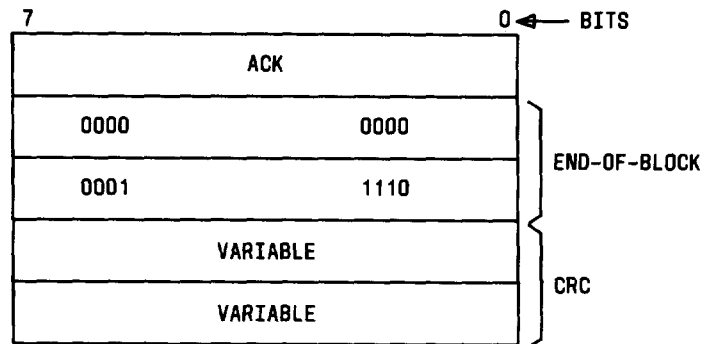 7 0 BITS
ACK
0000 0000
END-OF-BLOCK
0001 1110
VARIABLE
CRC
VARIABLE